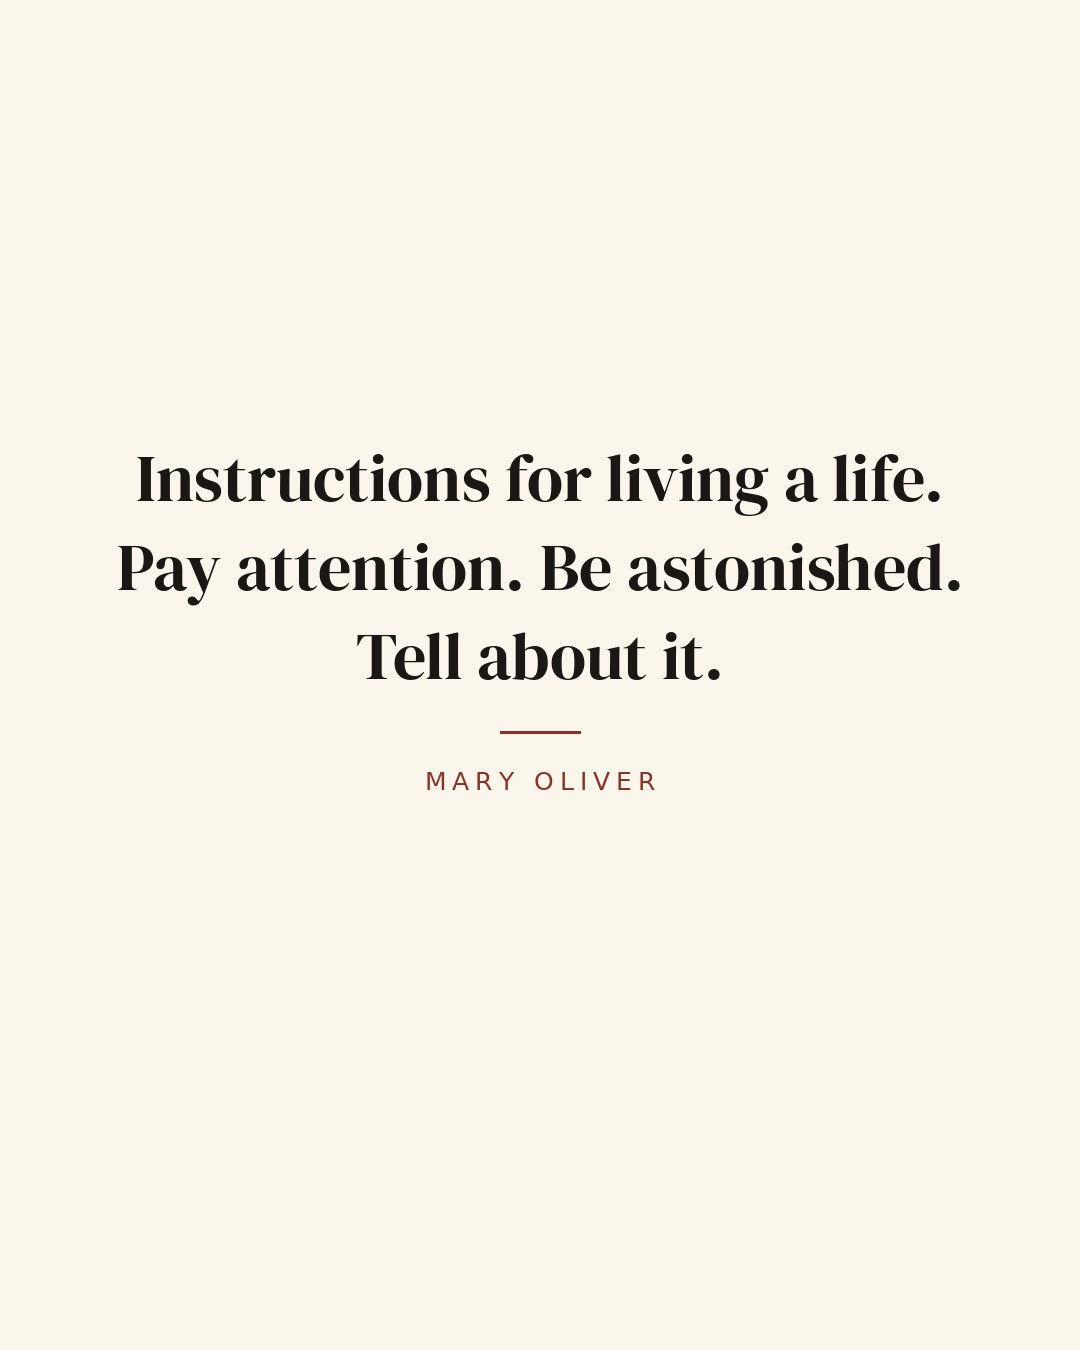 Instructions for living a life.
Pay attention. Be astonished.
Tell about it.
MARY OLIVER